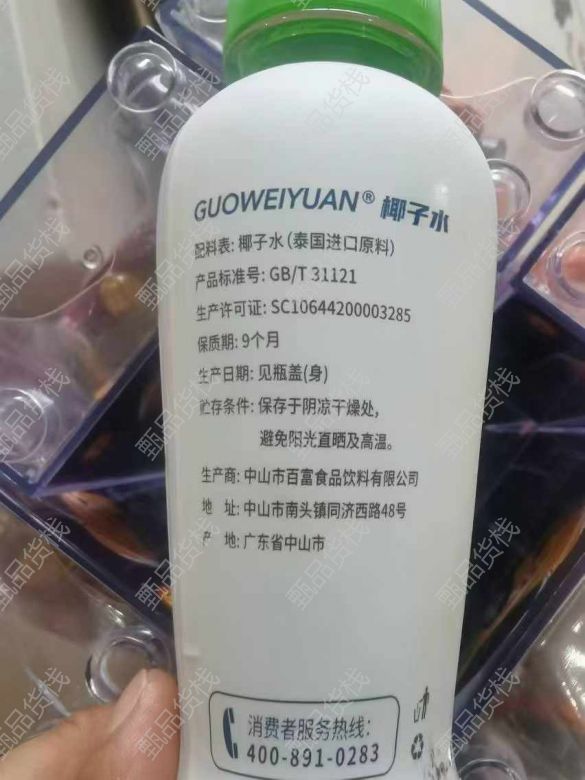 GUOWEIYUAN® 椰子水
配料表: 椰子水(泰国进口原料)
产品标准号: GB/T 31121
生产许可证: SC10644200003285
保质期: 9个月
生产日期: 见瓶盖(身)
贮存条件: 保存于阴凉干燥处,
避免阳光直晒及高温。
生产商: 中山市百富食品饮料有限公司
地 址: 中山市南头镇同济西路48号
产 地: 广东省中山市
消费者服务热线:
400-891-0283
甄品货栈